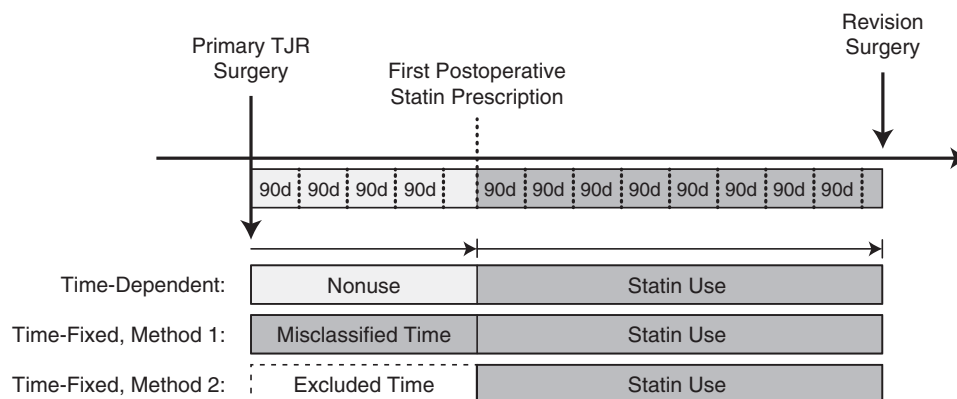 Primary TJR
Surgery
First Postoperative
Statin Prescription
Revision
Surgery
90d 90d 90d 90d 90d 90d 90d 90d 90d 90d 90d 90d
Time-Dependent: Nonuse Statin Use
Time-Fixed, Method 1: Misclassified Time Statin Use
Time-Fixed, Method 2: Excluded Time Statin Use